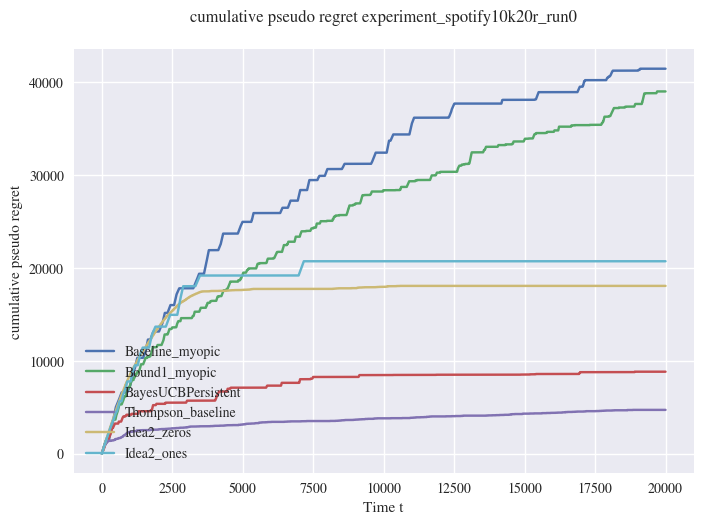 cumulative pseudo regret experiment_spotify10k20r_run0
cumulative pseudo regret
40000
30000
20000
10000
0
Baseline_myopic
Bound1_myopic
BayesUCBPersistent
Thompson_baseline
Idea2_zeros
Idea2_ones
0 2500 5000 7500 10000 12500 15000 17500 20000
Time t